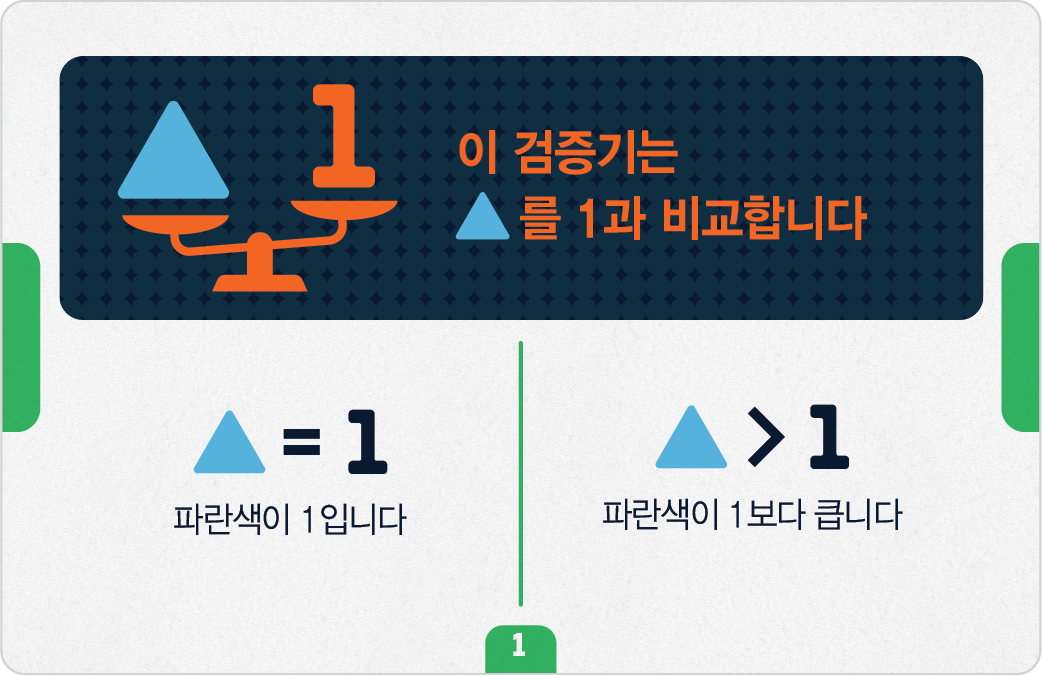 1
이 검증기는
를 1과 비교합니다
= 1
> 1
파란색이 1입니다
파란색이 1보다 큽니다
1